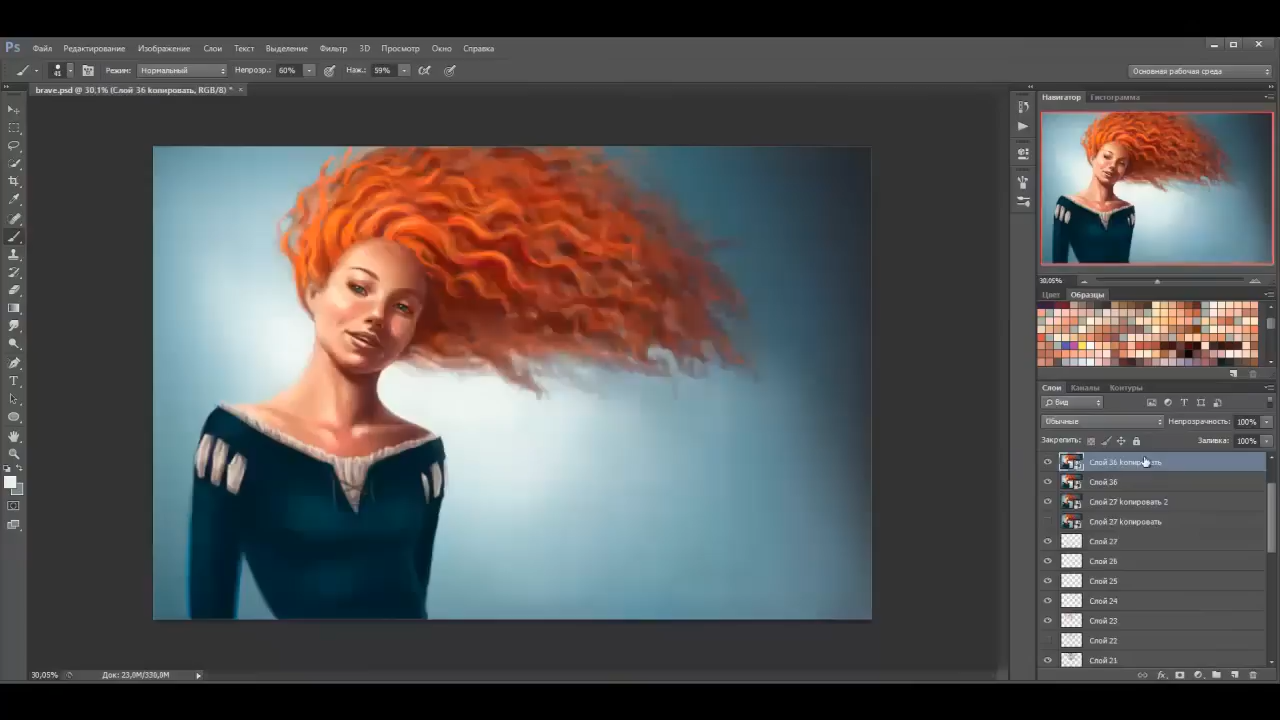 Ps Файл Редактирование Изображение Слои Текст Выделение Фильтр 3D Просмотр Окно Справка
41 Режим: Нормальный Непрозр.: 60% Наж.: 59% Основная рабочая среда
brave.psd @ 30,1% (Слой 36 копировать, RGB/8) * ×
Навигатор Гистограмма
30,05%
Цвет Образцы
Слои Каналы Контуры
Вид
Обычные Непрозрачность: 100%
Закрепить: Заливка: 100%
Слой 36 копировать
Слой 36
Слой 27 копировать 2
Слой 27 копировать
Слой 27
Слой 26
Слой 25
Слой 24
Слой 23
Слой 22
Слой 21
30,05% Док: 23,0M/330,8M